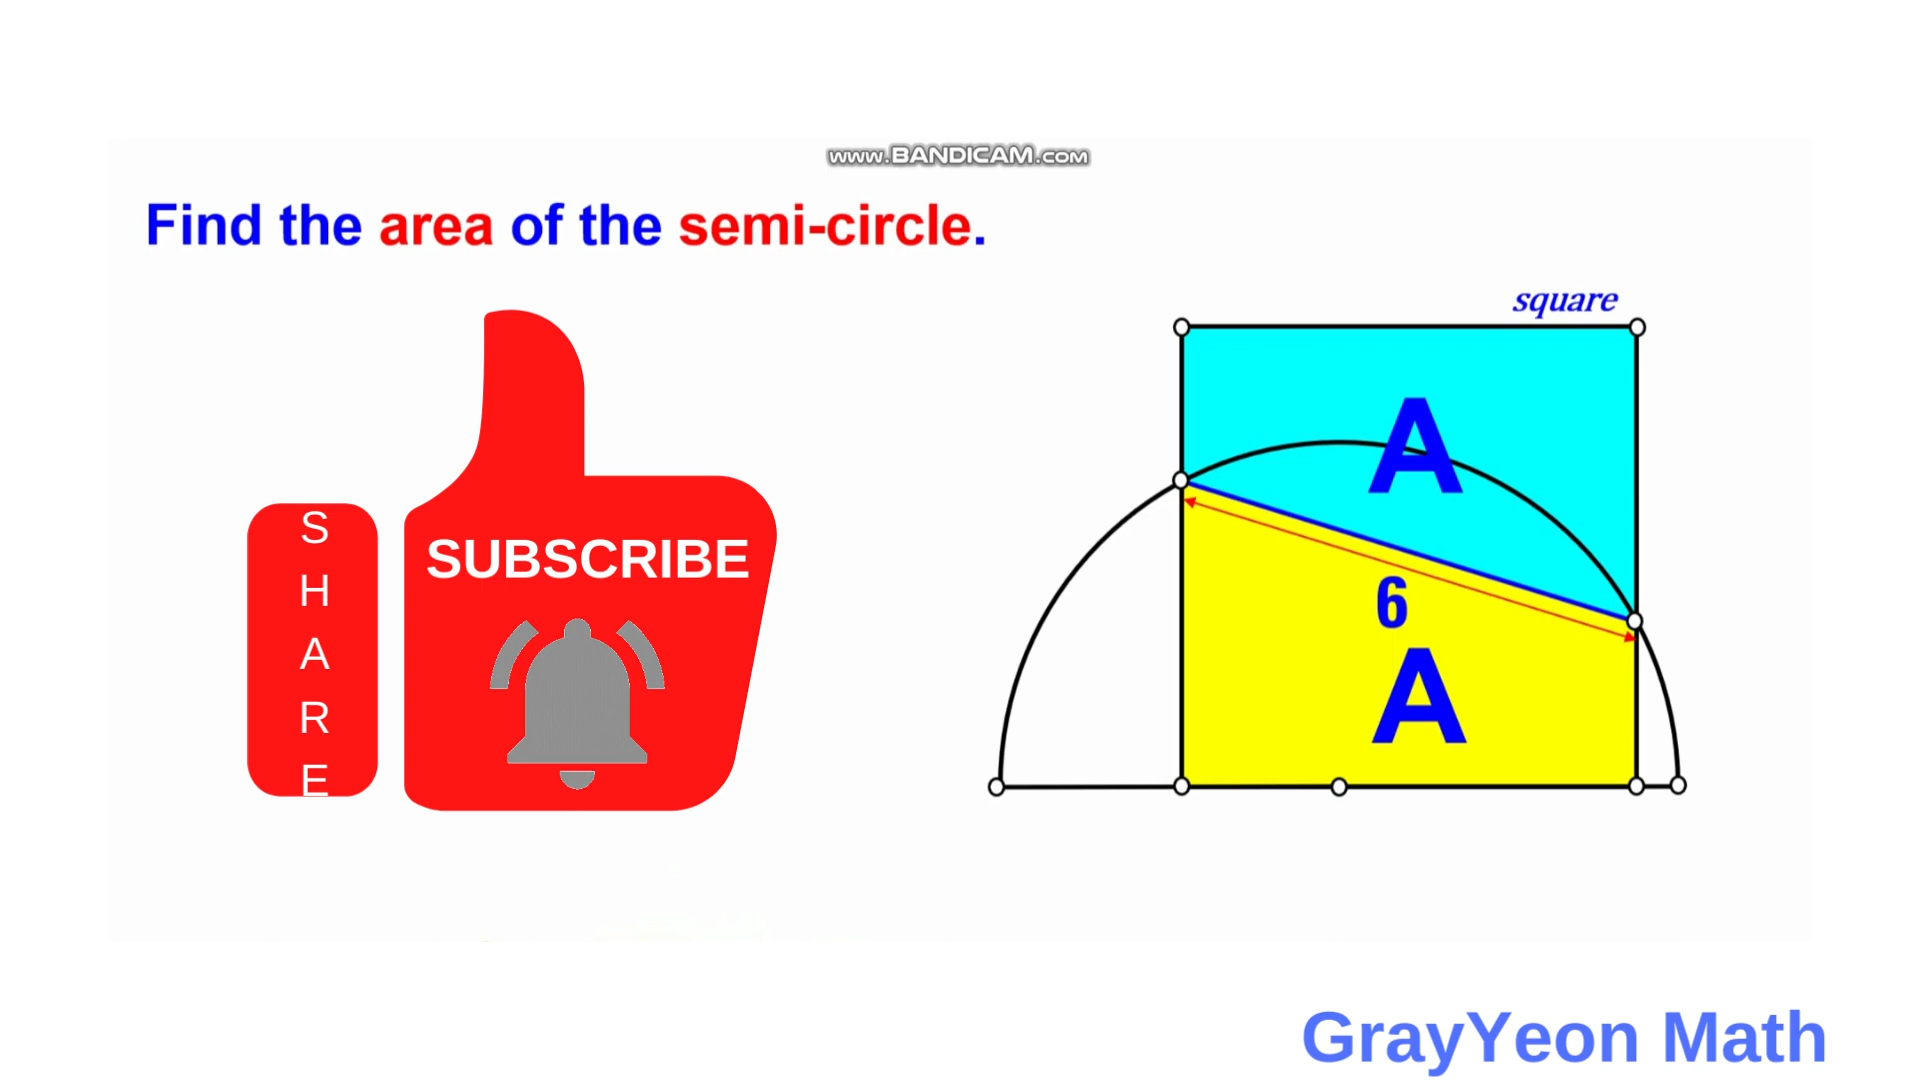 www.BANDICAM.com
Find the area of the semi-circle.
square
A
S
H
A
R
E
SUBSCRIBE
6
A
GrayYeon Math